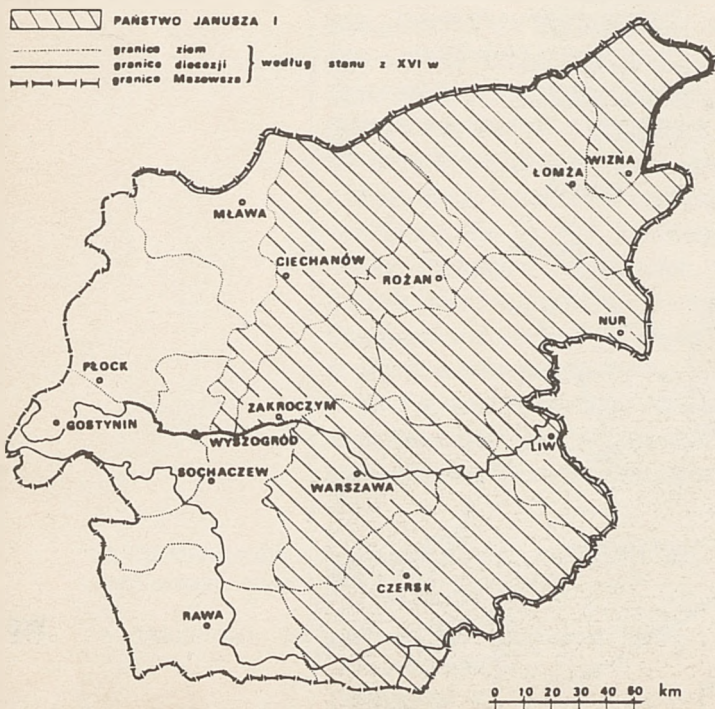 PAŃSTWO JANUSZA I
granice ziem
granice diecezji
granice Mazowsza
według stanu z XVI w
WIZNA
ŁOMŻA
MŁAWA
CIECHANÓW
ROŻAN
NUR
PŁOCK
ZAKROCZYM
GOSTYNIN
WYSZOGRÓD
LIW
SOCHACZEW
WARSZAWA
CZERSK
RAWA
0 10 20 30 40 50 km